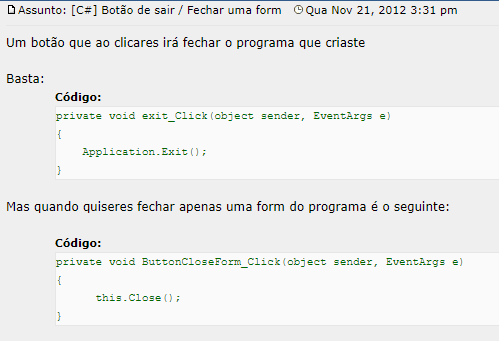 Assunto: [C#] Botão de sair / Fechar uma form Qua Nov 21, 2012 3:31 pm
Um botão que ao clicares irá fechar o programa que criaste
Basta:
Código:
private void exit_Click(object sender, EventArgs e)
{
Application.Exit();
}
Mas quando quiseres fechar apenas uma form do programa é o seguinte:
Código:
private void ButtonCloseForm_Click(object sender, EventArgs e)
{
this.Close();
}